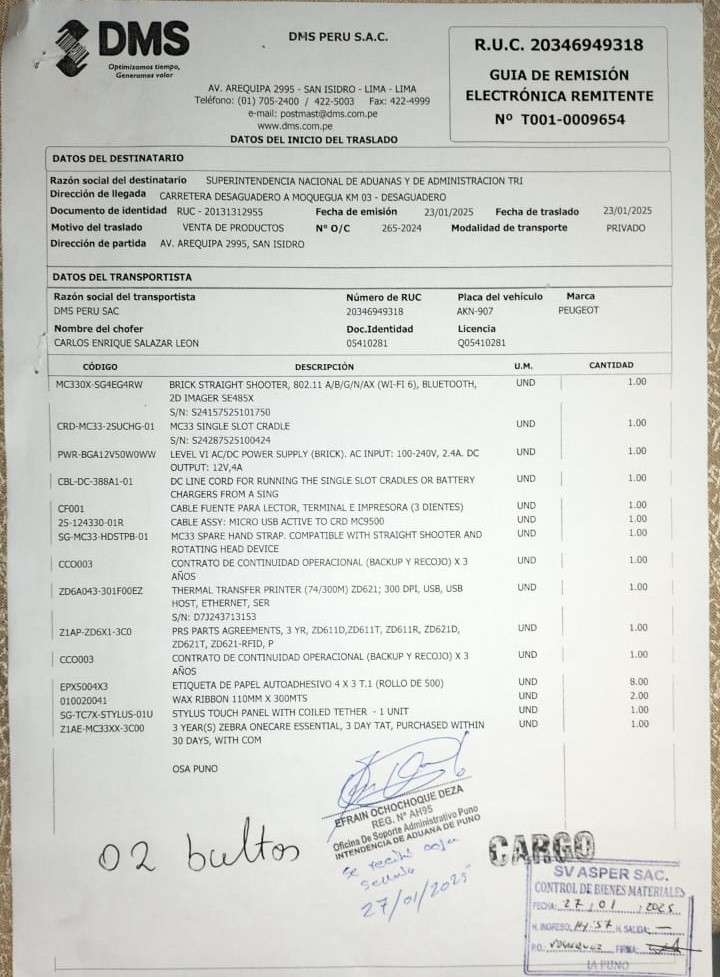 DMS
Optimizamos tiempo,
Generamos valor
DMS PERU S.A.C.
AV. AREQUIPA 2995 - SAN ISIDRO - LIMA - LIMA
Teléfono: (01) 705-2400 / 422-5003 Fax: 422-4999
e-mail: postmast@dms.com.pe
www.dms.com.pe
DATOS DEL INICIO DEL TRASLADO
R.U.C. 20346949318
GUIA DE REMISIÓN
ELECTRÓNICA REMITENTE
Nº T001-0009654
DATOS DEL DESTINATARIO
Razón social del destinatario SUPERINTENDENCIA NACIONAL DE ADUANAS Y DE ADMINISTRACION TRI
Dirección de llegada CARRETERA DESAGUADERO A MOQUEGUA KM 03 - DESAGUADERO
Documento de identidad RUC - 20131312955 Fecha de emisión 23/01/2025 Fecha de traslado 23/01/2025
Motivo del traslado VENTA DE PRODUCTOS Nº O/C 265-2024 Modalidad de transporte PRIVADO
Dirección de partida AV. AREQUIPA 2995, SAN ISIDRO
DATOS DEL TRANSPORTISTA
Razón social del transportista Número de RUC Placa del vehículo Marca
DMS PERU SAC 20346949318 AKN-907 PEUGEOT
Nombre del chofer Doc.Identidad Licencia
CARLOS ENRIQUE SALAZAR LEON 05410281 Q05410281
CÓDIGO DESCRIPCIÓN U.M. CANTIDAD
MC330X-SG4EG4RW BRICK STRAIGHT SHOOTER, 802.11 A/B/G/N/AX (WI-FI 6), BLUETOOTH, UND 1.00
2D IMAGER SE485X
S/N: S24157525101750
CRD-MC33-2SUCHG-01 MC33 SINGLE SLOT CRADLE UND 1.00
S/N: S24287525100424
PWR-BGA12V50W0WW LEVEL VI AC/DC POWER SUPPLY (BRICK). AC INPUT: 100-240V, 2.4A. DC UND 1.00
OUTPUT: 12V,4A
CBL-DC-388A1-01 DC LINE CORD FOR RUNNING THE SINGLE SLOT CRADLES OR BATTERY UND 1.00
CHARGERS FROM A SING
CF001 CABLE FUENTE PARA LECTOR, TERMINAL E IMPRESORA (3 DIENTES) UND 1.00
25-124330-01R CABLE ASSY: MICRO USB ACTIVE TO CRD MC9500 UND 1.00
SG-MC33-HDSTPB-01 MC33 SPARE HAND STRAP. COMPATIBLE WITH STRAIGHT SHOOTER AND UND 1.00
ROTATING HEAD DEVICE
CCO003 CONTRATO DE CONTINUIDAD OPERACIONAL (BACKUP Y RECOJO) X 3 UND 1.00
AÑOS
ZD6A043-301F00EZ THERMAL TRANSFER PRINTER (74/300M) ZD621; 300 DPI, USB, USB UND 1.00
HOST, ETHERNET, SER
S/N: D7J243713153
Z1AP-ZD6X1-3C0 PRS PARTS AGREEMENTS, 3 YR, ZD611D,ZD611T, ZD611R, ZD621D, UND 1.00
ZD621T, ZD621-RFID, P
CCO003 CONTRATO DE CONTINUIDAD OPERACIONAL (BACKUP Y RECOJO) X 3 UND 1.00
AÑOS
EPX5004X3 ETIQUETA DE PAPEL AUTOADHESIVO 4 X 3 T.1 (ROLLO DE 500) UND 8.00
010020041 WAX RIBBON 110MM X 300MTS UND 2.00
SG-TC7X-STYLUS-01U STYLUS TOUCH PANEL WITH COILED TETHER - 1 UNIT UND 1.00
Z1AE-MC33XX-3C00 3 YEAR(S) ZEBRA ONECARE ESSENTIAL, 3 DAY TAT, PURCHASED WITHIN UND 1.00
30 DAYS, WITH COM
OSA PUNO
EFRAIN OCHOCHOQUE DEZA
REG. Nº AH95
Oficina De Soporte Administrativo Puno
INTENDENCIA DE ADUANA DE PUNO
02 bultos
se recibi caja
sellada
27/01/2025
CARGO
SV ASPER SAC.
CONTROL DE BIENES MATERIALES
FECHA: 27 / 01 / 2025
H. INGRESO: 14:57 H. SALIDA: —
P.O. FIRMA:
IA PUNO